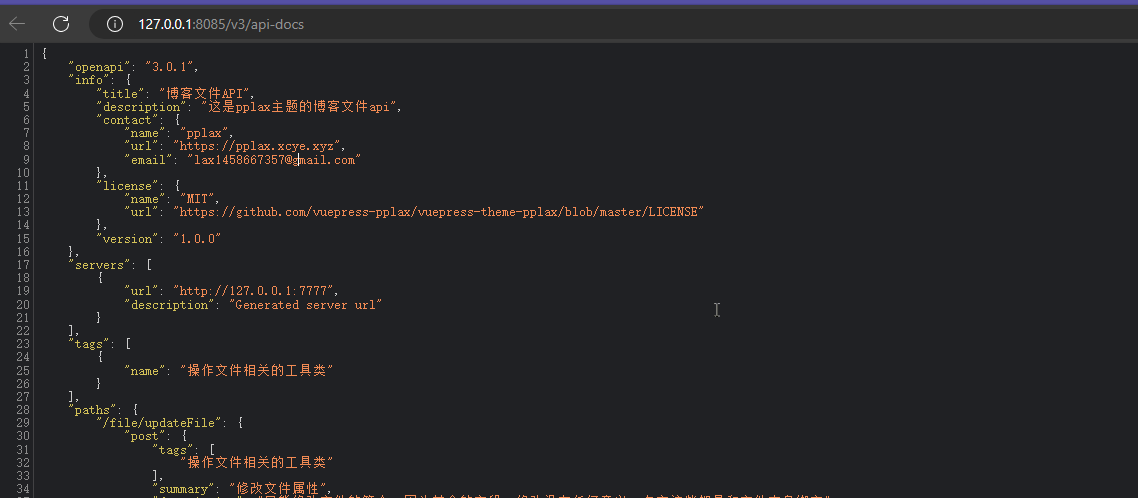 127.0.0.1:8085/v3/api-docs
1 {
2 "openapi": "3.0.1",
3 "info": {
4 "title": "博客文件API",
5 "description": "这是pplax主题的博客文件api",
6 "contact": {
7 "name": "pplax",
8 "url": "https://pplax.xcye.xyz",
9 "email": "lax1458667357@gmail.com"
10 },
11 "license": {
12 "name": "MIT",
13 "url": "https://github.com/vuepress-pplax/vuepress-theme-pplax/blob/master/LICENSE"
14 },
15 "version": "1.0.0"
16 },
17 "servers": [
18 {
19 "url": "http://127.0.0.1:7777",
20 "description": "Generated server url"
21 }
22 ],
23 "tags": [
24 {
25 "name": "操作文件相关的工具类"
26 }
27 ],
28 "paths": {
29 "/file/updateFile": {
30 "post": {
31 "tags": [
32 "操作文件相关的工具类"
33 ],
34 "summary": "修改文件属性",